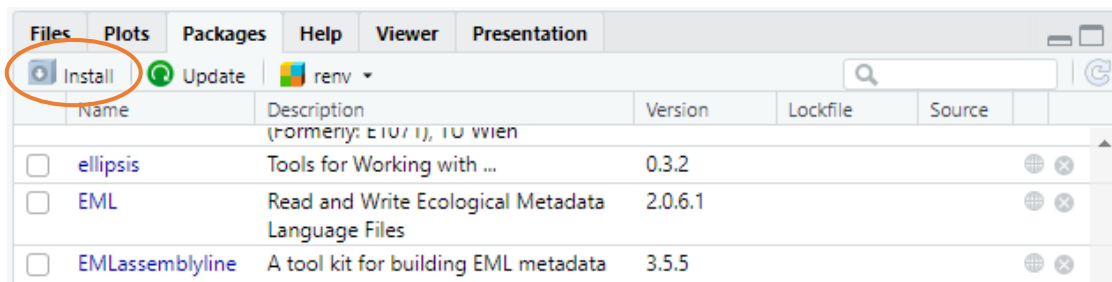 Files Plots Packages Help Viewer Presentation
Install Update renv
Name Description Version Lockfile Source
(Formerly: E1071), TU Wien
ellipsis Tools for Working with ... 0.3.2
EML Read and Write Ecological Metadata 2.0.6.1
Language Files
EMLassemblyline A tool kit for building EML metadata 3.5.5